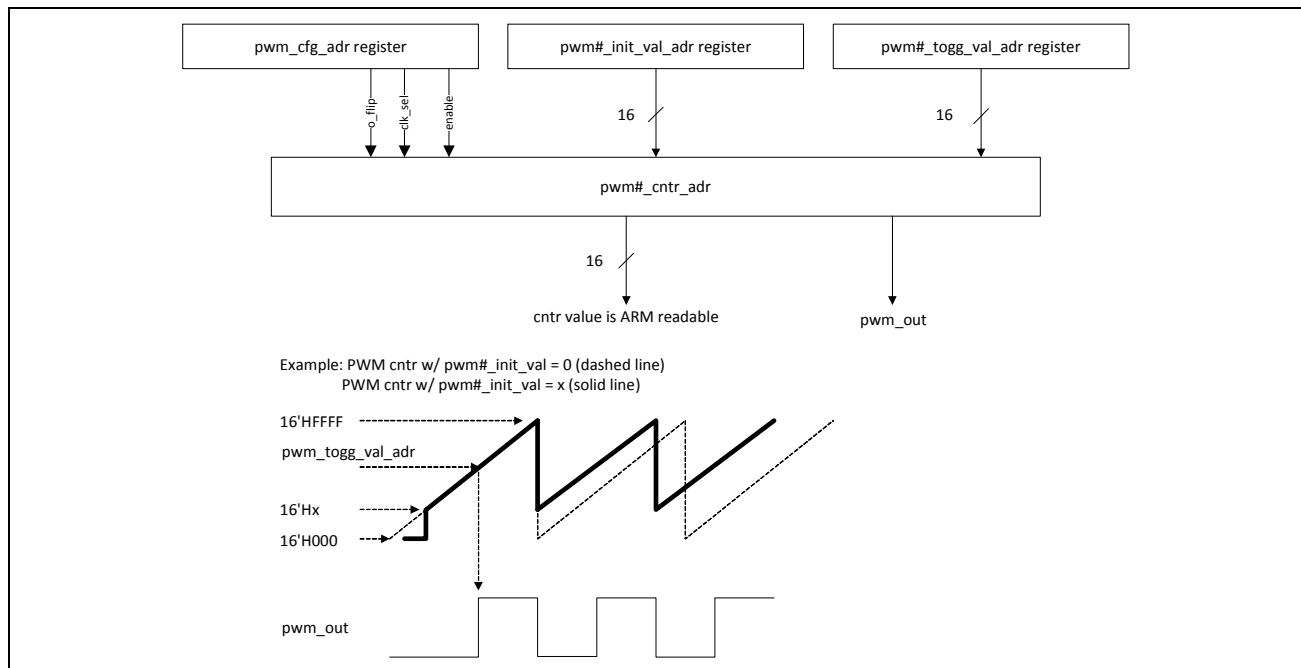 pwm_cfg_adr register
pwm#_init_val_adr register
pwm#_togg_val_adr register
o_flip
clk_sel
enable
16
16
pwm#_cntr_adr
16
cntr value is ARM readable
pwm_out
Example: PWM cntr w/ pwm#_init_val = 0 (dashed line)
PWM cntr w/ pwm#_init_val = x (solid line)
16'HFFFF
pwm_togg_val_adr
16'Hx
16'H000
pwm_out